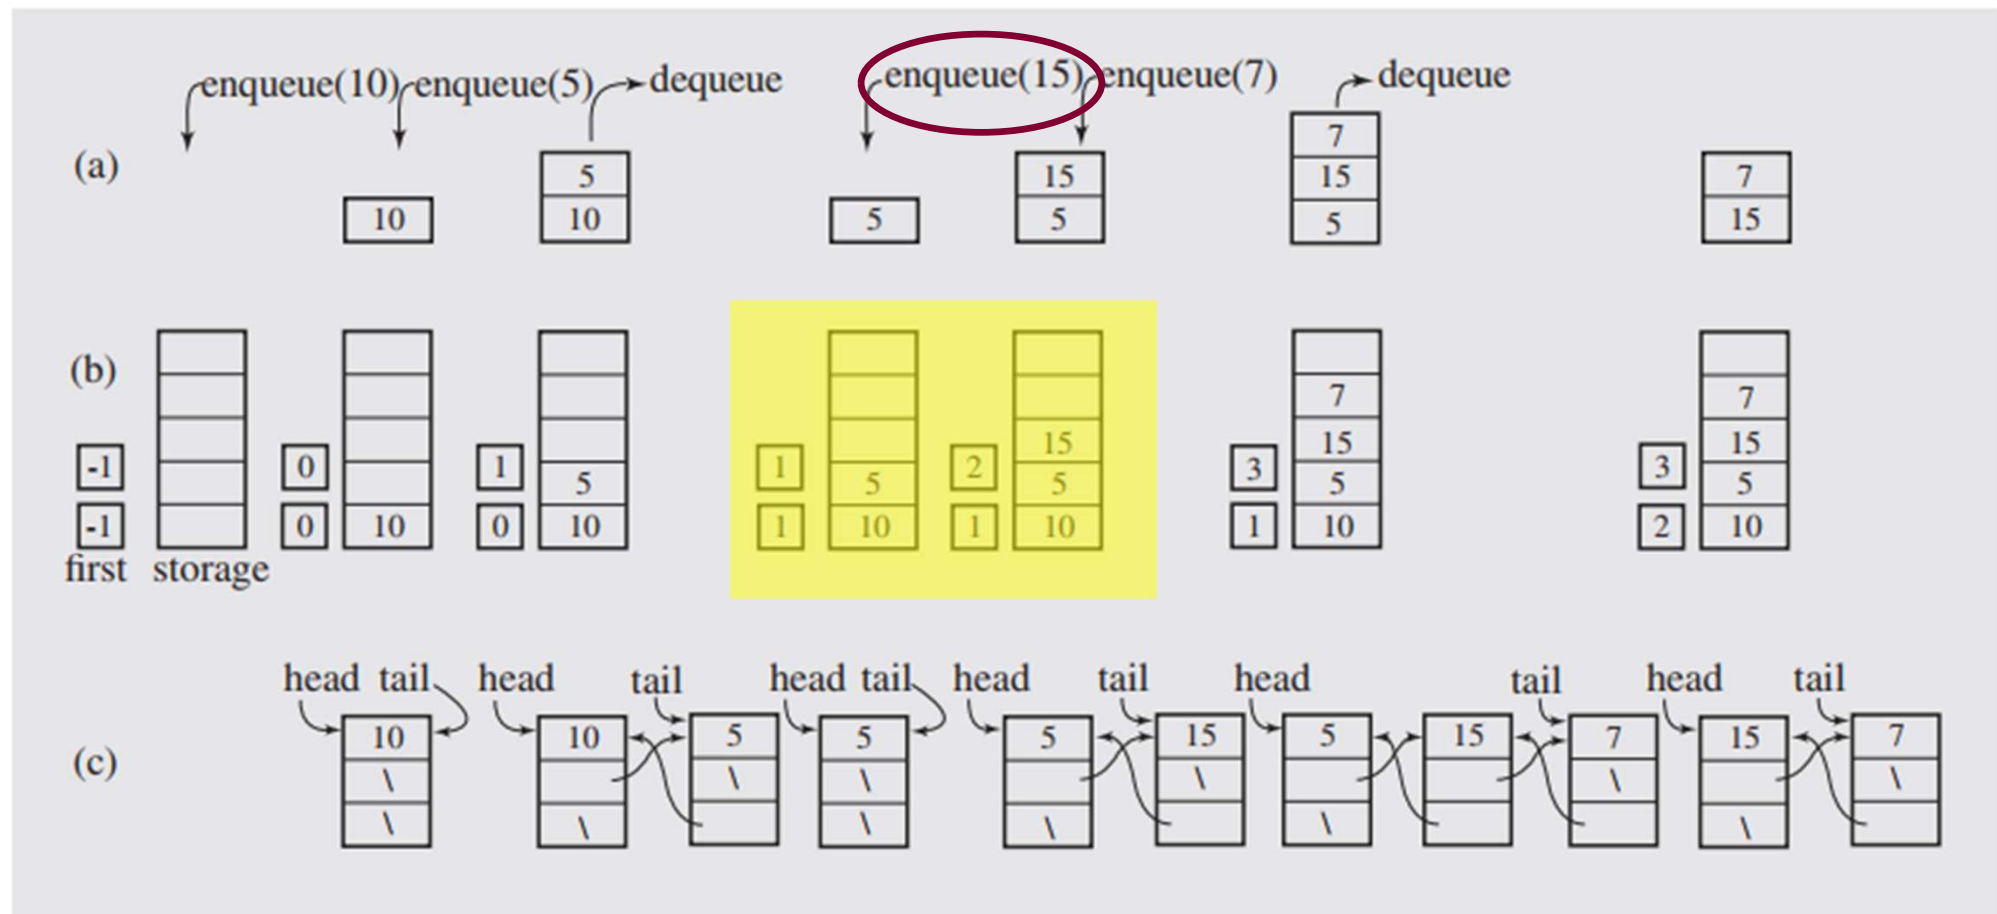 enqueue(10) enqueue(5) dequeue enqueue(15) enqueue(7) dequeue
7
(a) 5 15 15 7
10 10 5 5 5 15
(b)
7 7
15 15 15
-1 0 1 5 1 5 2 5 3 5 3 5
-1 0 10 0 10 1 10 1 10 1 10 2 10
first storage
head tail head tail head tail head tail head tail head tail
(c) 10 10 5 5 5 15 5 15 7 15 7
\ \ \ \ \ \
\ \ \ \ \ \